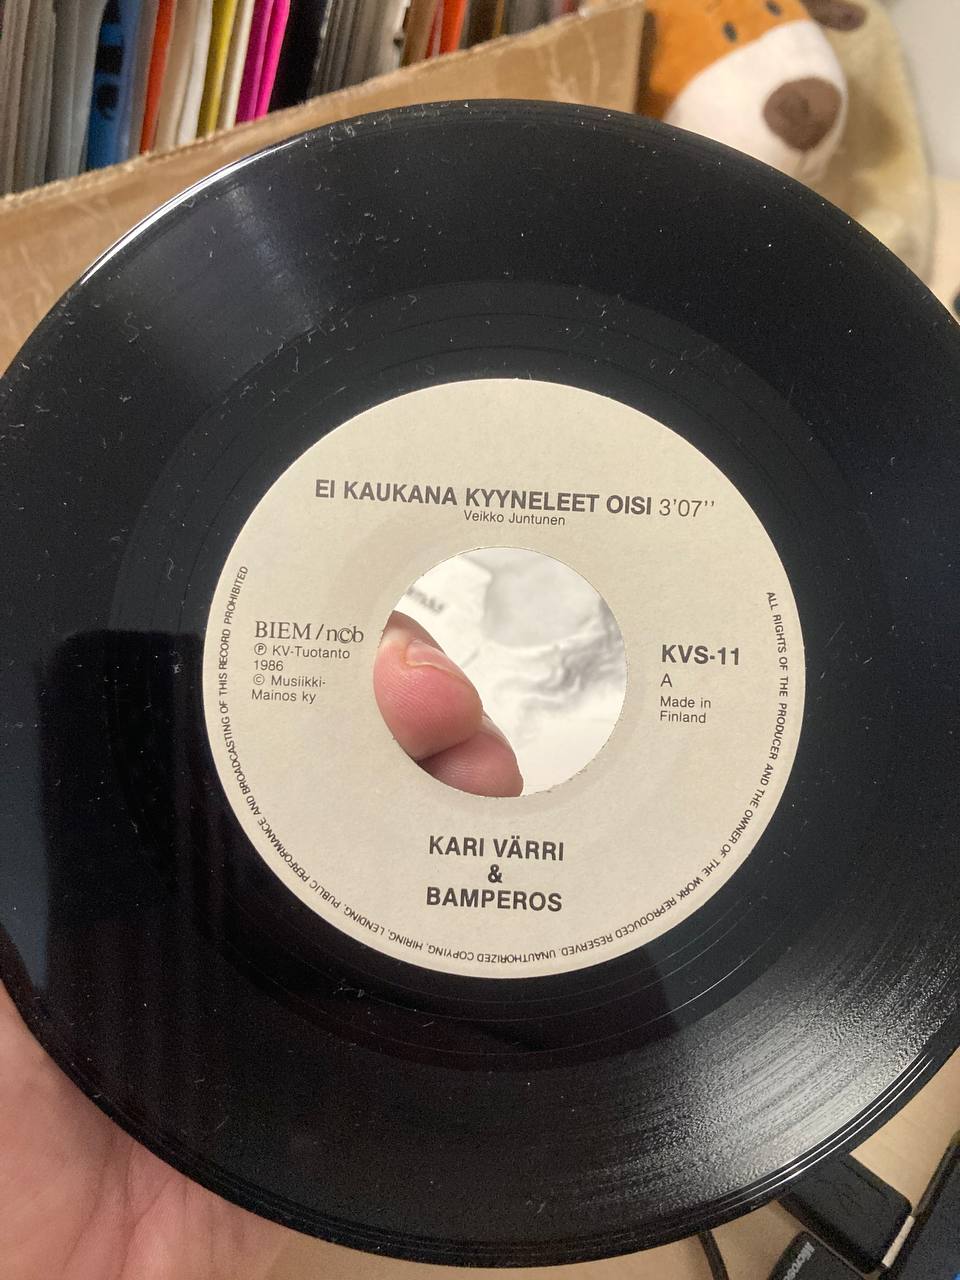 EI KAUKANA KYYNELEET OISI 3'07''
Veikko Juntunen
BIEM/ncb
℗ KV-Tuotanto
1986
© Musiikki-
Mainos ky
KVS-11
A
Made in
Finland
KARI VÄRRI
&
BAMPEROS
ALL RIGHTS OF THE PRODUCER AND THE OWNER OF THE WORK REPRODUCED RESERVED. UNAUTHORIZED COPYING, HIRING, LENDING, PUBLIC PERFORMANCE AND BROADCASTING OF THIS RECORD PROHIBITED